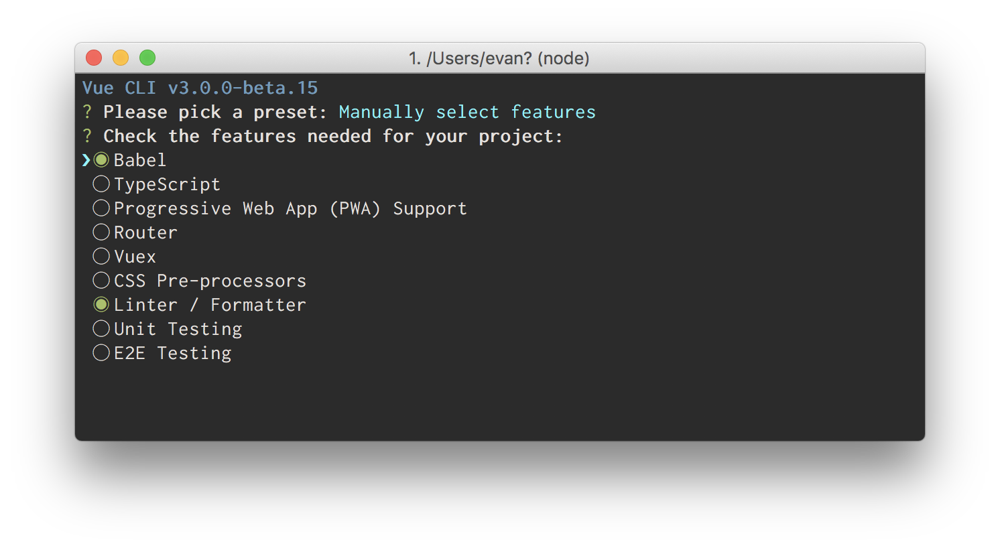 1. /Users/evan? (node)
Vue CLI v3.0.0-beta.15
? Please pick a preset: Manually select features
? Check the features needed for your project:
❯◉ Babel
◯ TypeScript
◯ Progressive Web App (PWA) Support
◯ Router
◯ Vuex
◯ CSS Pre-processors
◉ Linter / Formatter
◯ Unit Testing
◯ E2E Testing